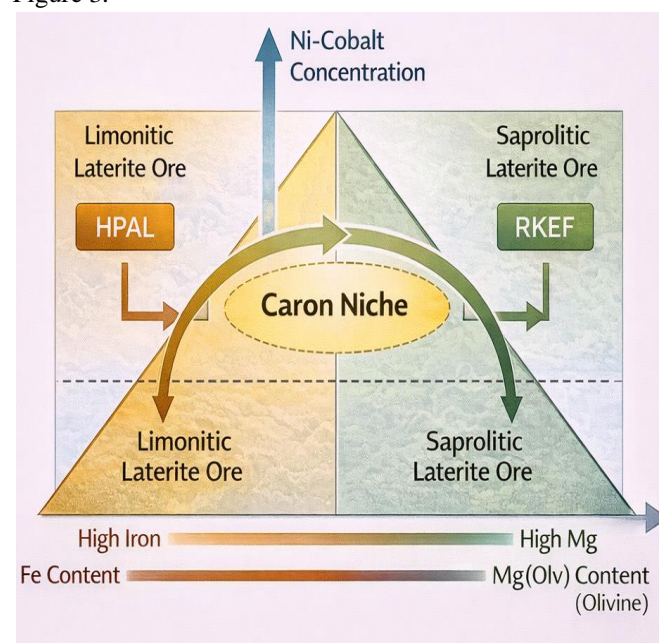 Figure 3.
Ni-Cobalt
Concentration
Limonitic
Laterite Ore
Saprolitic
Laterite Ore
HPAL
RKEF
Caron Niche
Limonitic
Laterite Ore
Saprolitic
Laterite Ore
High Iron
High Mg
Fe Content
Mg(Olv) Content
(Olivine)